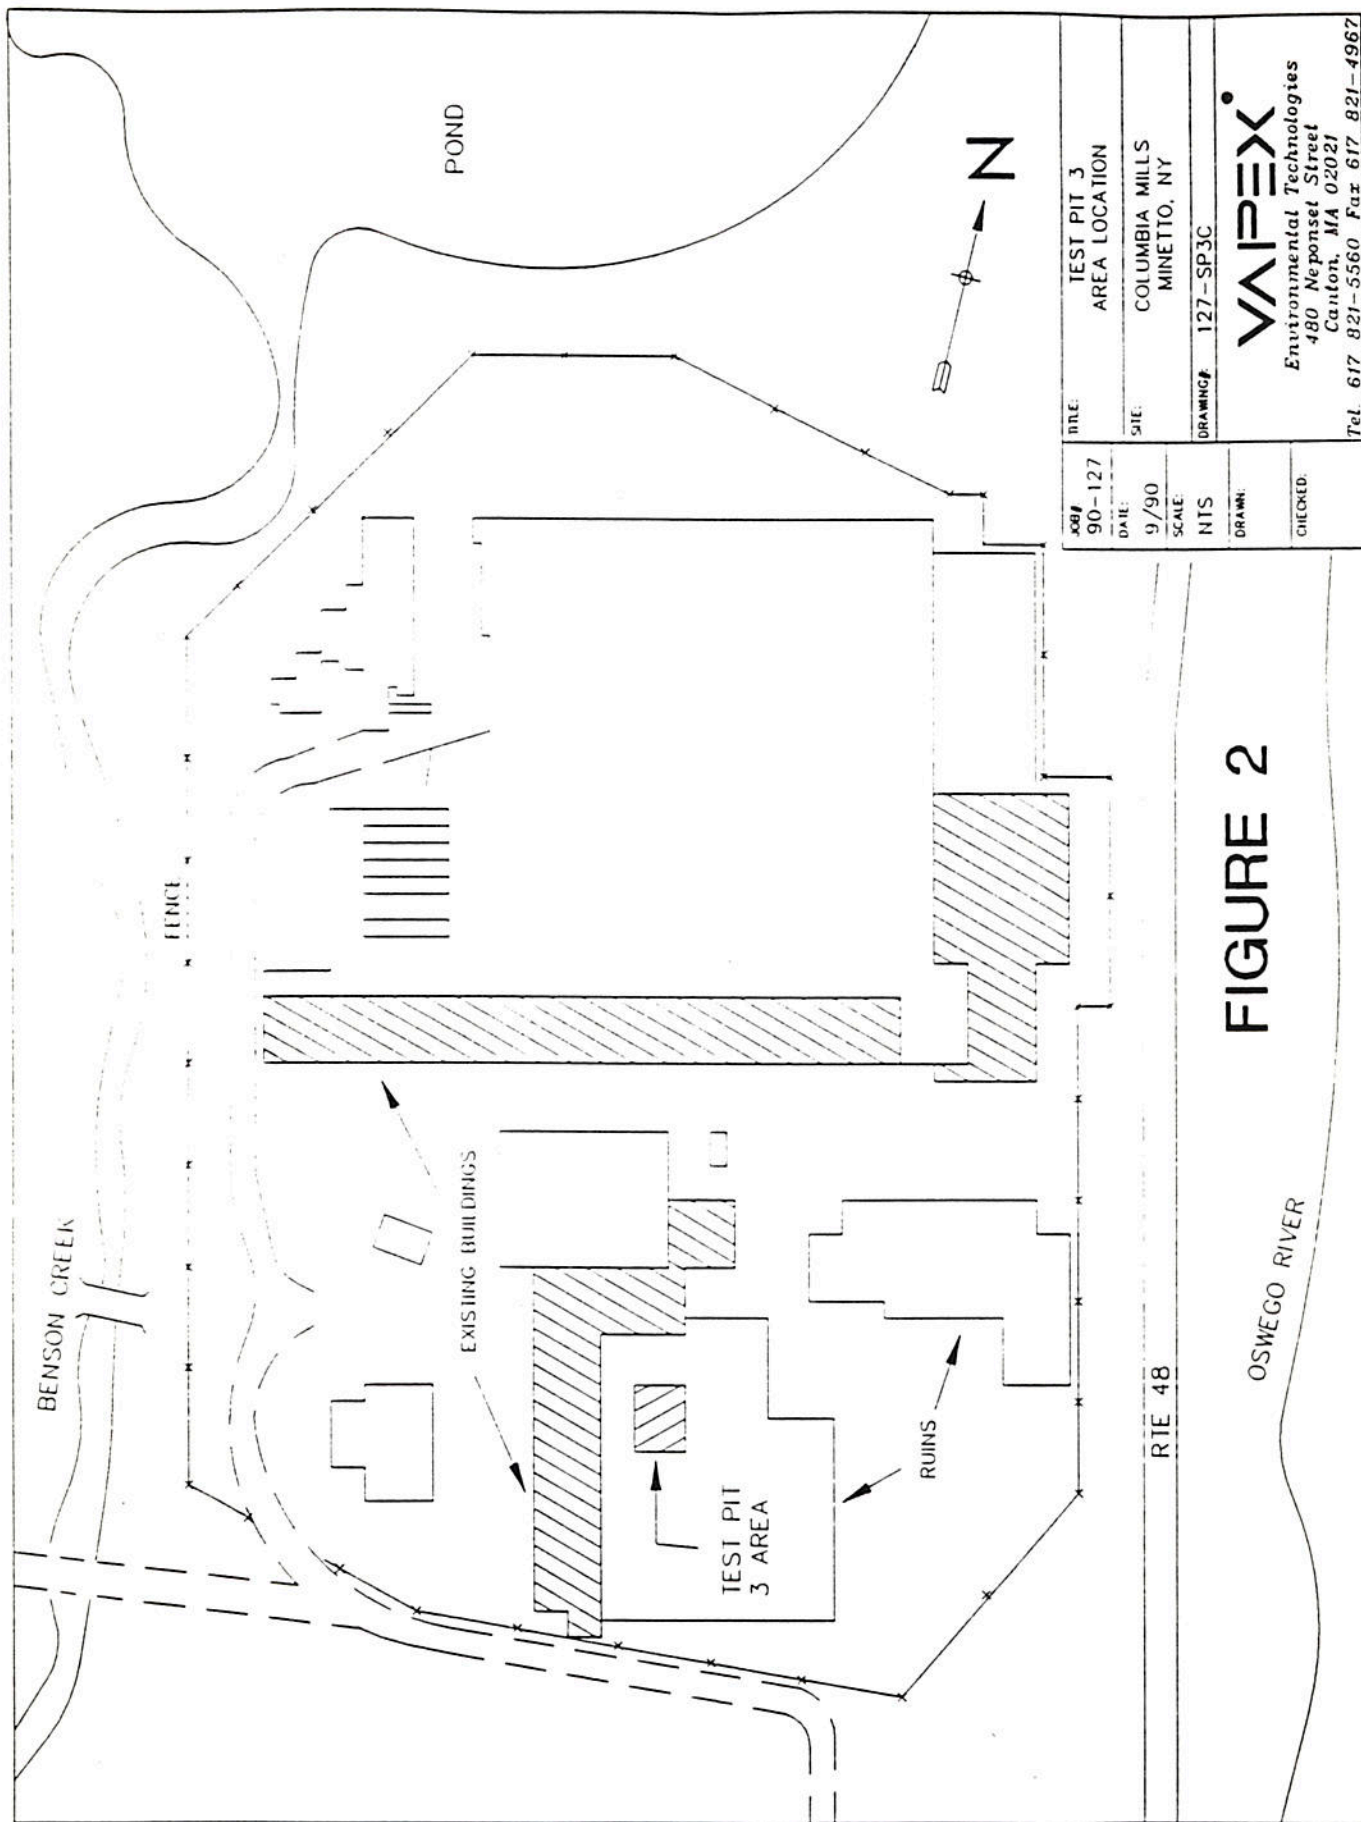 BENSON CREEK
FENCE
POND
EXISTING BUILDINGS
TEST PIT
3 AREA
RUINS
N
RTE 48
OSWEGO RIVER
FIGURE 2
JOB#
90-127
DATE:
9/90
SCALE:
NTS
DRAWN:
CHECKED:
TITLE:
TEST PIT 3
AREA LOCATION
SITE:
COLUMBIA MILLS
MINETTO, NY
DRAWING#: 127-SP3C
VAPEX
Environmental Technologies
480 Neponset Street
Canton, MA 02021
Tel. 617 821-5560 Fax 617 821-4967